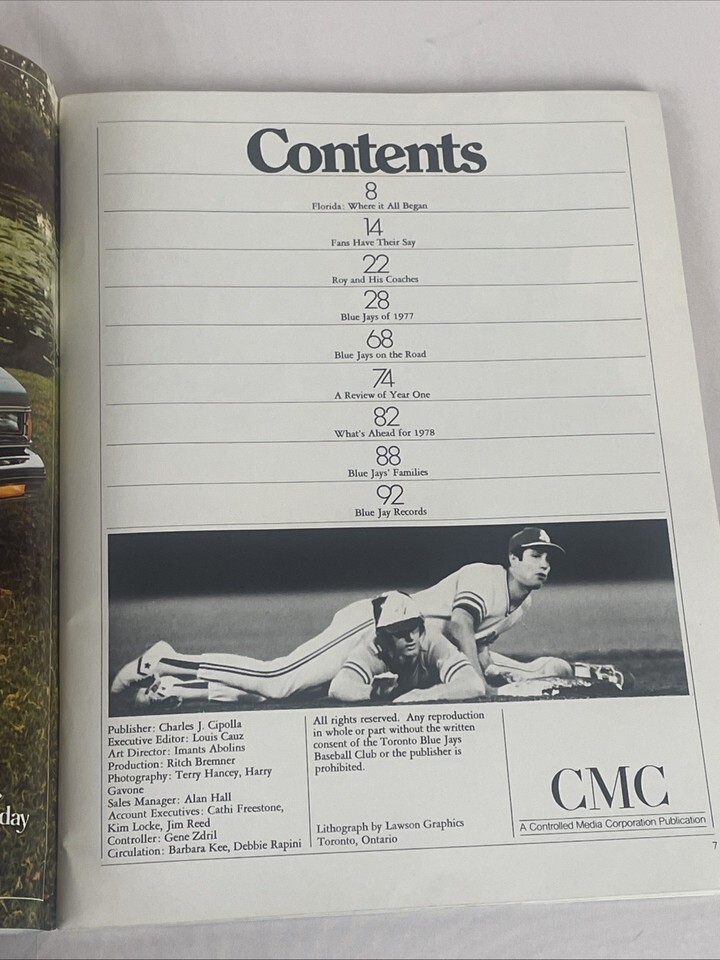 Contents
8
Florida: Where it All Began
14
Fans Have Their Say
22
Roy and His Coaches
28
Blue Jays of 1977
68
Blue Jays on the Road
74
A Review of Year One
82
What's Ahead for 1978
88
Blue Jays' Families
92
Blue Jay Records
Publisher: Charles J. Cipolla
Executive Editor: Louis Cauz
Art Director: Imants Abolins
Production: Ritch Bremner
Photography: Terry Hancey, Harry
Gavone
Sales Manager: Alan Hall
Account Executives: Cathi Freestone,
Kim Locke, Jim Reed
Controller: Gene Zdril
Circulation: Barbara Kee, Debbie Rapini
All rights reserved. Any reproduction
in whole or part without the written
consent of the Toronto Blue Jays
Baseball Club or the publisher is
prohibited.
Lithograph by Lawson Graphics
Toronto, Ontario
CMC
A Controlled Media Corporation Publication
7
day